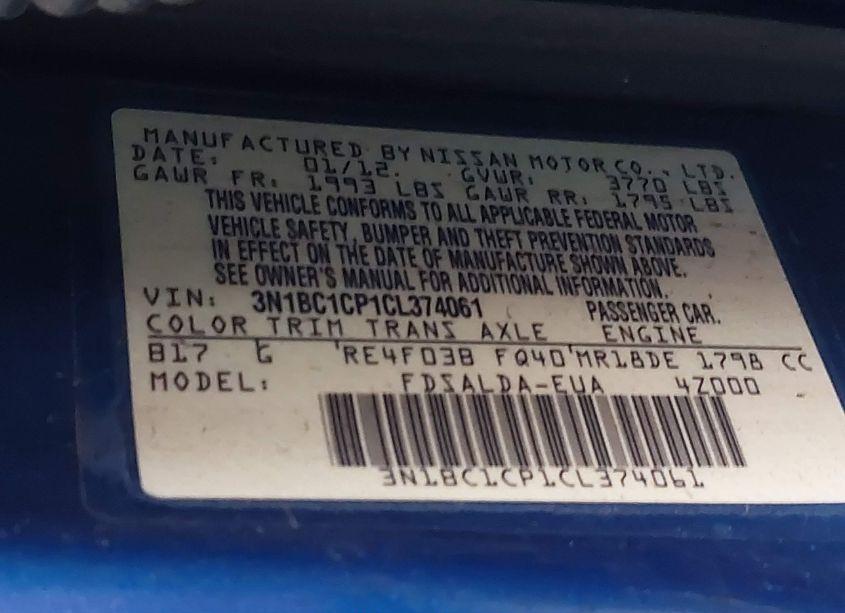 MANUFACTURED BY NISSAN MOTOR CO., LTD.
DATE: 01/12. GVWR: 3770 LBS
GAWR FR: 1993 LBS GAWR RR: 1795 LBS
THIS VEHICLE CONFORMS TO ALL APPLICABLE FEDERAL MOTOR
VEHICLE SAFETY, BUMPER AND THEFT PREVENTION STANDARDS
IN EFFECT ON THE DATE OF MANUFACTURE SHOWN ABOVE.
SEE OWNER'S MANUAL FOR ADDITIONAL INFORMATION.
VIN: 3N1BC1CP1CL374061 PASSENGER CAR.
COLOR TRIM TRANS AXLE ENGINE
B17 G RE4F03B FQ40 MR18DE 1798 CC
MODEL: FDSALDA-EUA 4Z000
3N1BC1CP1CL374061